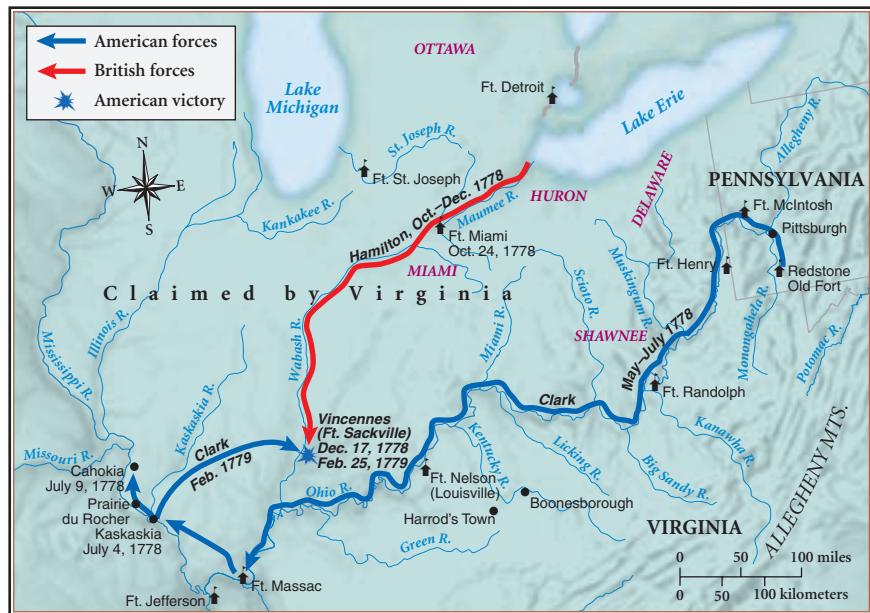 American forces
British forces
American victory
N
W
E
S
OTTAWA
Lake
Michigan
Ft. Detroit
Lake Erie
Allegheny R.
St. Joseph R.
Ft. St. Joseph
Kankakee R.
Hamilton, Oct.–Dec. 1778
Maumee R.
HURON
DELAWARE
PENNSYLVANIA
Ft. McIntosh
Pittsburgh
Ft. Miami
Oct. 24, 1778
MIAMI
Ft. Henry
Redstone
Old Fort
Claimed by Virginia
Muskingum R.
Scioto R.
Monongahela R.
Potomac R.
Illinois R.
Wabash R.
Miami R.
SHAWNEE
May–July 1778
Mississippi R.
Ft. Randolph
Kaskaskia R.
Clark
Kanawha R.
ALLEGHENY MTS.
Missouri R.
Clark
Feb. 1779
Vincennes
(Ft. Sackville)
Dec. 17, 1778
Feb. 25, 1779
Kentucky R.
Licking R.
Big Sandy R.
Cahokia
July 9, 1778
Ohio R.
Ft. Nelson
(Louisville)
Boonesborough
Prairie
du Rocher
Harrod's Town
Kaskaskia
July 4, 1778
Green R.
VIRGINIA
Ft. Massac
Ft. Jefferson
0 50 100 miles
0 50 100 kilometers